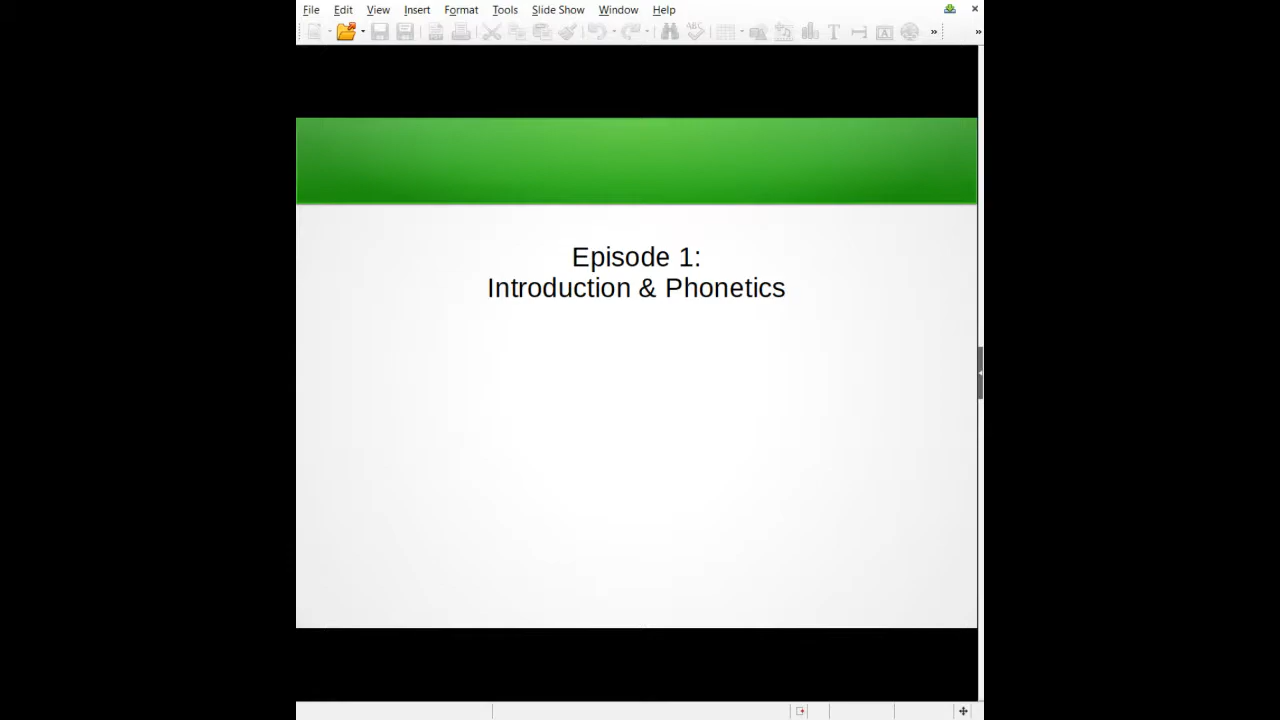 File Edit View Insert Format Tools Slide Show Window Help
Episode 1:
Introduction & Phonetics